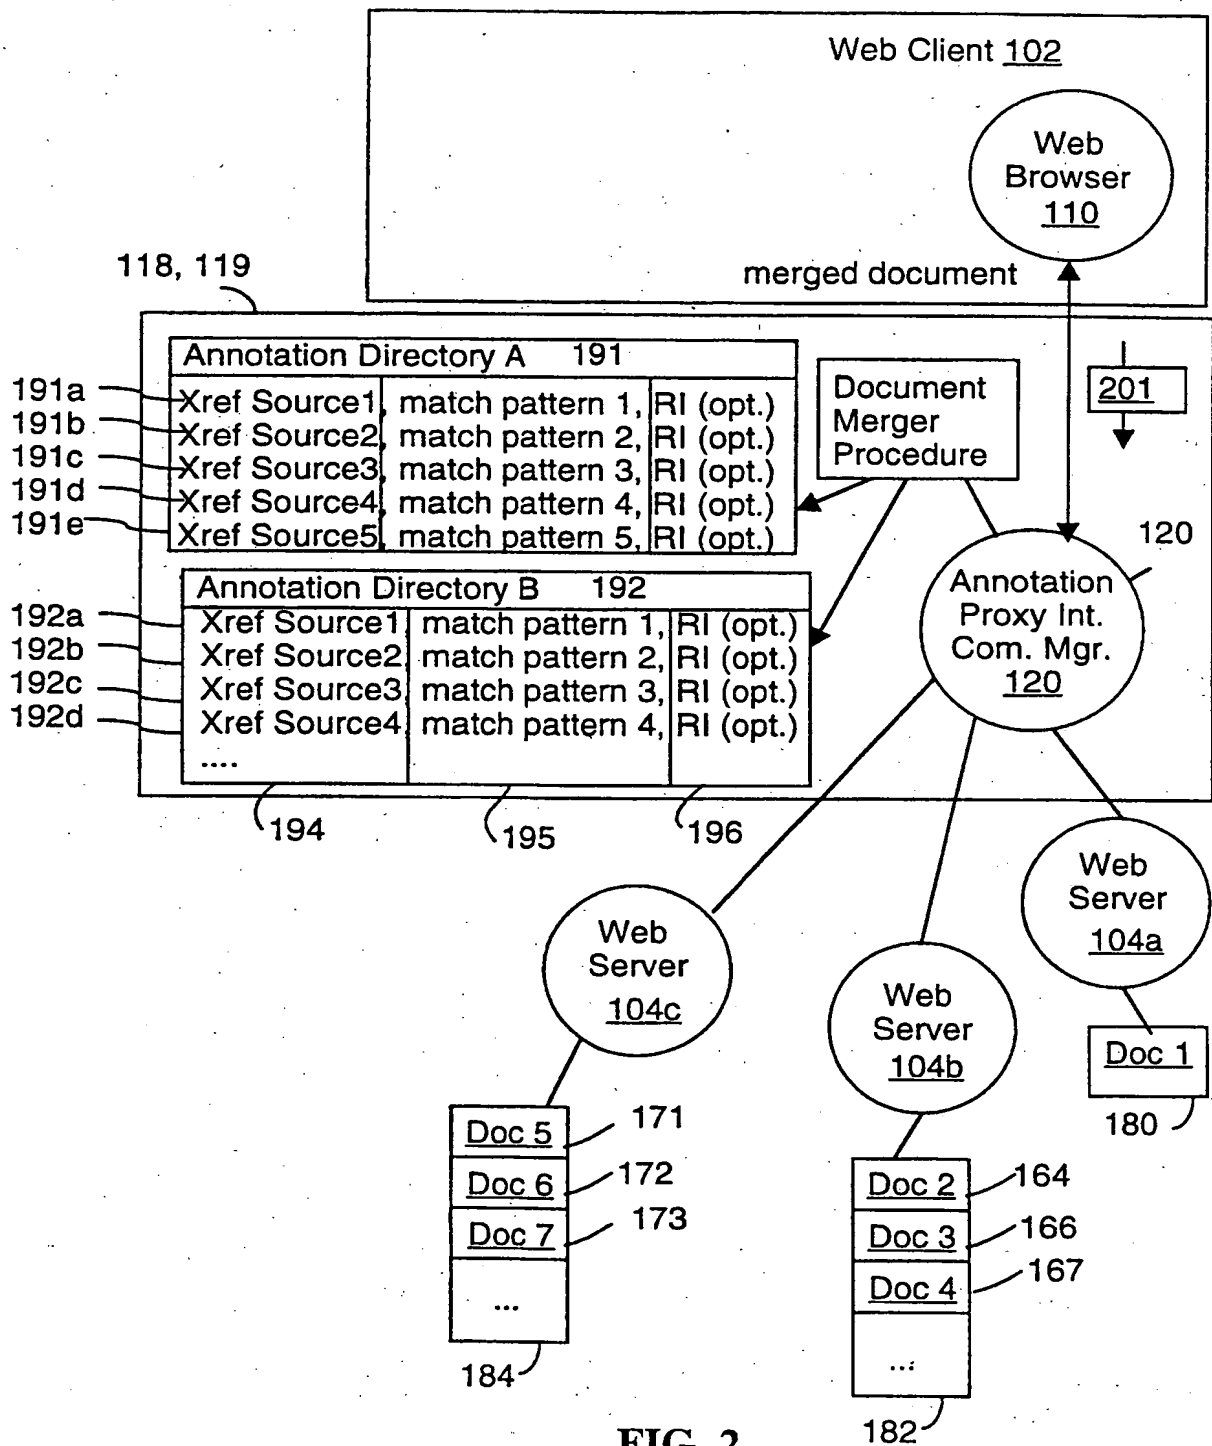 Web Client 102
Web
Browser
110
merged document
118, 119
Annotation Directory A 191
191a Xref Source1, match pattern 1, RI (opt.)
191b Xref Source2, match pattern 2, RI (opt.)
191c Xref Source3, match pattern 3, RI (opt.)
191d Xref Source4, match pattern 4, RI (opt.)
191e Xref Source5, match pattern 5, RI (opt.)
Document
Merger
Procedure
201
120
Annotation
Proxy Int.
Com. Mgr.
120
Annotation Directory B 192
192a Xref Source1, match pattern 1, RI (opt.)
192b Xref Source2, match pattern 2, RI (opt.)
192c Xref Source3, match pattern 3, RI (opt.)
192d Xref Source4, match pattern 4, RI (opt.)
....
194
195
196
Web
Server
104c
Web
Server
104b
Web
Server
104a
Doc 1
180
Doc 5 171
Doc 6 172
Doc 7 173
...
184
Doc 2 164
Doc 3 166
Doc 4 167
...
182
FIG. 2